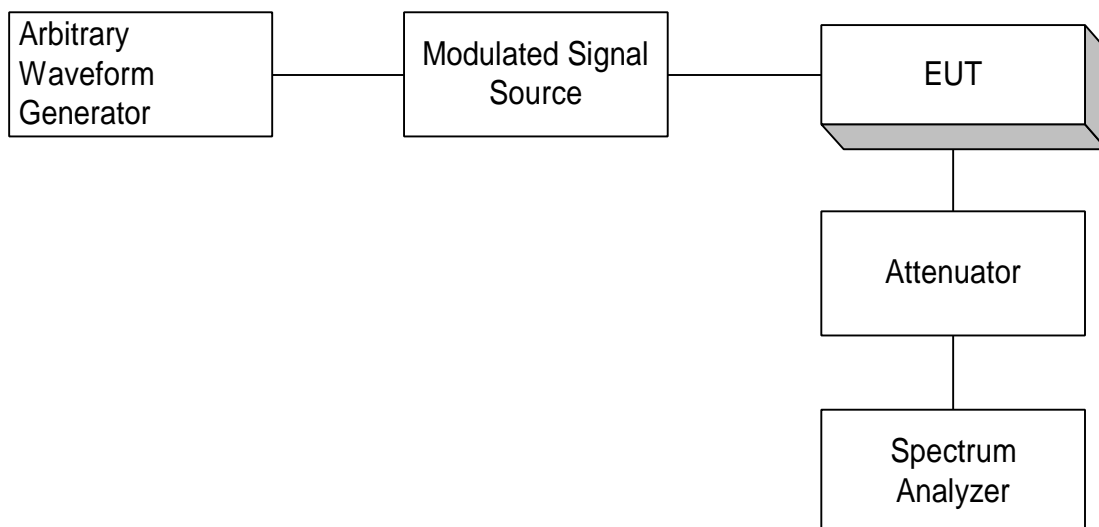 Arbitrary
Waveform
Generator
Modulated Signal
Source
EUT
Attenuator
Spectrum
Analyzer